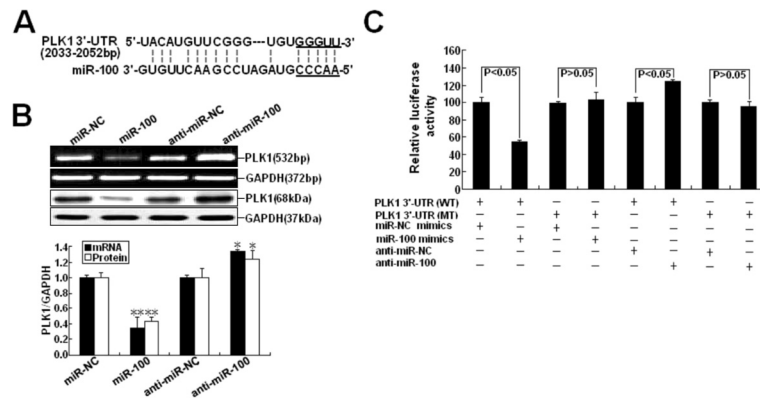 A
PLK1 3'-UTR 5'-UACAUGUUCGGG---UGUGGGUU-3'
(2033-2052bp)
miR-100 3'-GUGUUCAAGCCUAGAUGCCCAA-5'
B
miR-NC miR-100 anti-miR-NC anti-miR-100
PLK1(532bp)
GAPDH(372bp)
PLK1(68kDa)
GAPDH(37kDa)
mRNA
Protein
PLK1/GAPDH
1.4
1.2
1.0
0.8
0.6
0.4
0.2
0.0
**** * *
miR-NC miR-100 anti-miR-NC anti-miR-100
C
Relative luciferase activity
160
140
120
100
80
60
40
20
0
P<0.05 P>0.05 P<0.05 P>0.05
PLK1 3'-UTR (WT) + + – – + + – –
PLK1 3'-UTR (MT) – – + + – – + +
miR-NC mimics + – + – – – – –
miR-100 mimics – + – + – – – –
anti-miR-NC – – – – + – + –
anti-miR-100 – – – – – + – +